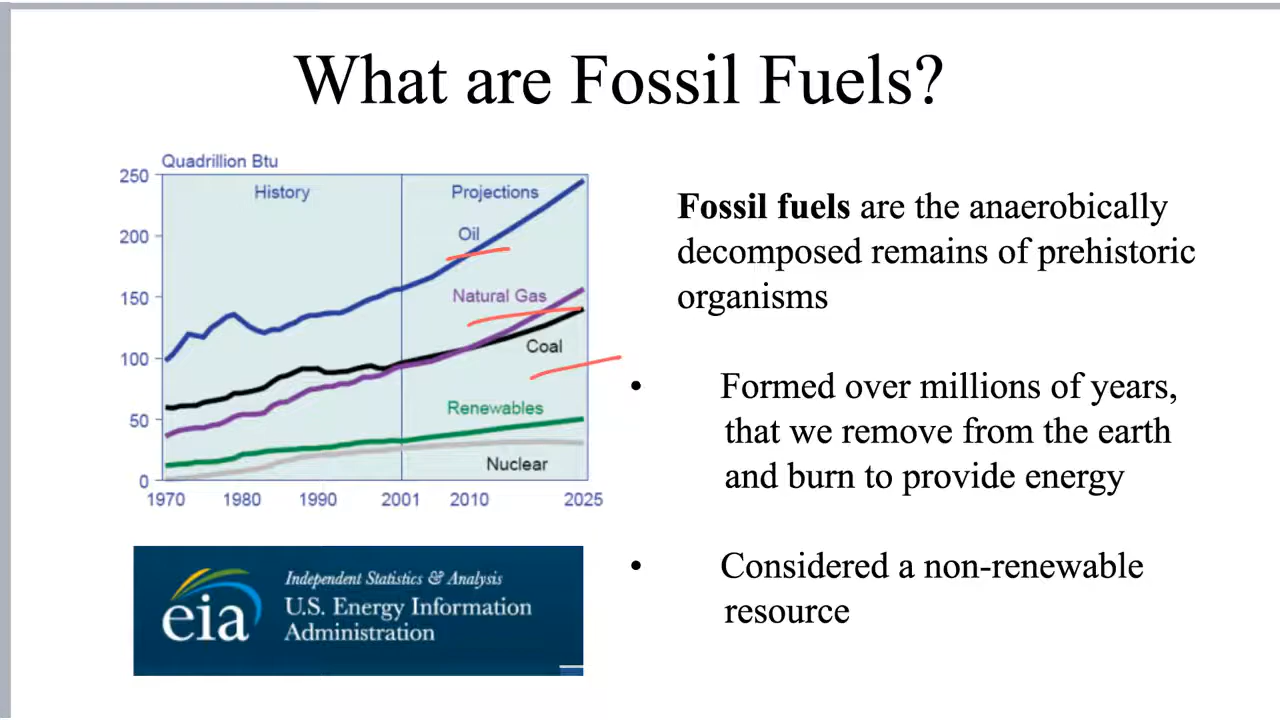 What are Fossil Fuels?
Quadrillion Btu
250
200
150
100
50
0
History
Projections
Oil
Natural Gas
Coal
Renewables
Nuclear
1970 1980 1990 2001 2010 2025
eia
Independent Statistics & Analysis
U.S. Energy Information
Administration
Fossil fuels are the anaerobically
decomposed remains of prehistoric
organisms
• Formed over millions of years,
that we remove from the earth
and burn to provide energy
• Considered a non-renewable
resource